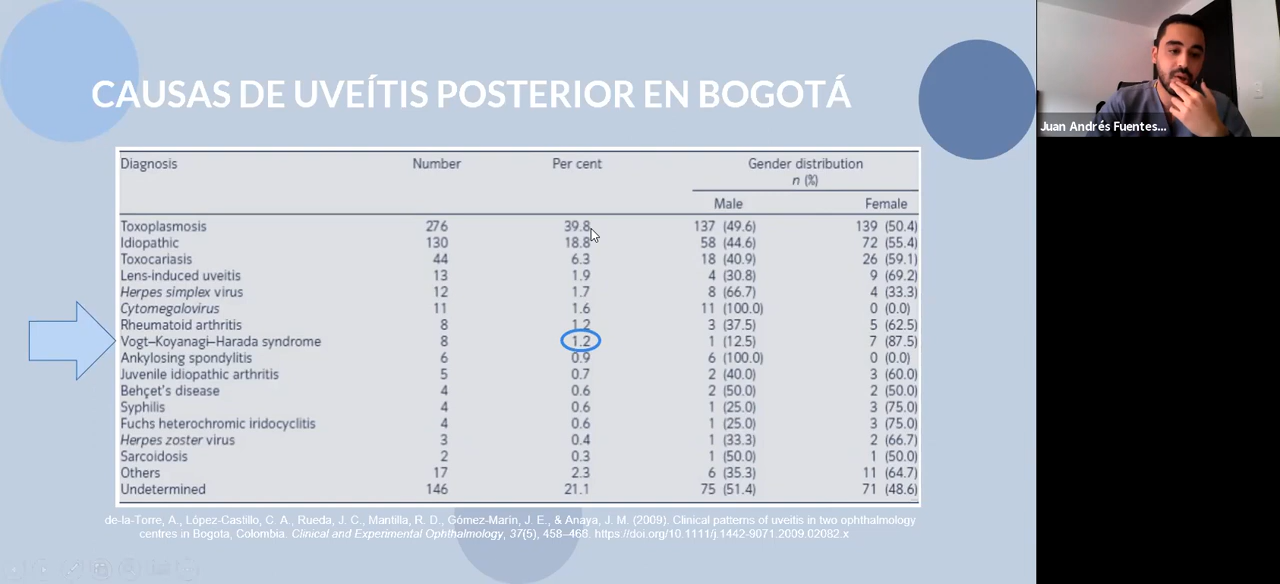 CAUSAS DE UVEÍTIS POSTERIOR EN BOGOTÁ
Juan Andrés Fuentes...
Diagnosis Number Per cent Gender distribution
n (%)
Male Female
Toxoplasmosis 276 39.8 137 (49.6) 139 (50.4)
Idiopathic 130 18.8 58 (44.6) 72 (55.4)
Toxocariasis 44 6.3 18 (40.9) 26 (59.1)
Lens-induced uveitis 13 1.9 4 (30.8) 9 (69.2)
Herpes simplex virus 12 1.7 8 (66.7) 4 (33.3)
Cytomegalovirus 11 1.6 11 (100.0) 0 (0.0)
Rheumatoid arthritis 8 1.2 3 (37.5) 5 (62.5)
Vogt–Koyanagi–Harada syndrome 8 1.2 1 (12.5) 7 (87.5)
Ankylosing spondylitis 6 0.9 6 (100.0) 0 (0.0)
Juvenile idiopathic arthritis 5 0.7 2 (40.0) 3 (60.0)
Behçet's disease 4 0.6 2 (50.0) 2 (50.0)
Syphilis 4 0.6 1 (25.0) 3 (75.0)
Fuchs heterochromic iridocyclitis 4 0.6 1 (25.0) 3 (75.0)
Herpes zoster virus 3 0.4 1 (33.3) 2 (66.7)
Sarcoidosis 2 0.3 1 (50.0) 1 (50.0)
Others 17 2.3 6 (35.3) 11 (64.7)
Undetermined 146 21.1 75 (51.4) 71 (48.6)
de-la-Torre, A., López-Castillo, C. A., Rueda, J. C., Mantilla, R. D., Gómez-Marín, J. E., & Anaya, J. M. (2009). Clinical patterns of uveitis in two ophthalmology
centres in Bogota, Colombia. Clinical and Experimental Ophthalmology, 37(5), 458–466. https://doi.org/10.1111/j.1442-9071.2009.02082.x